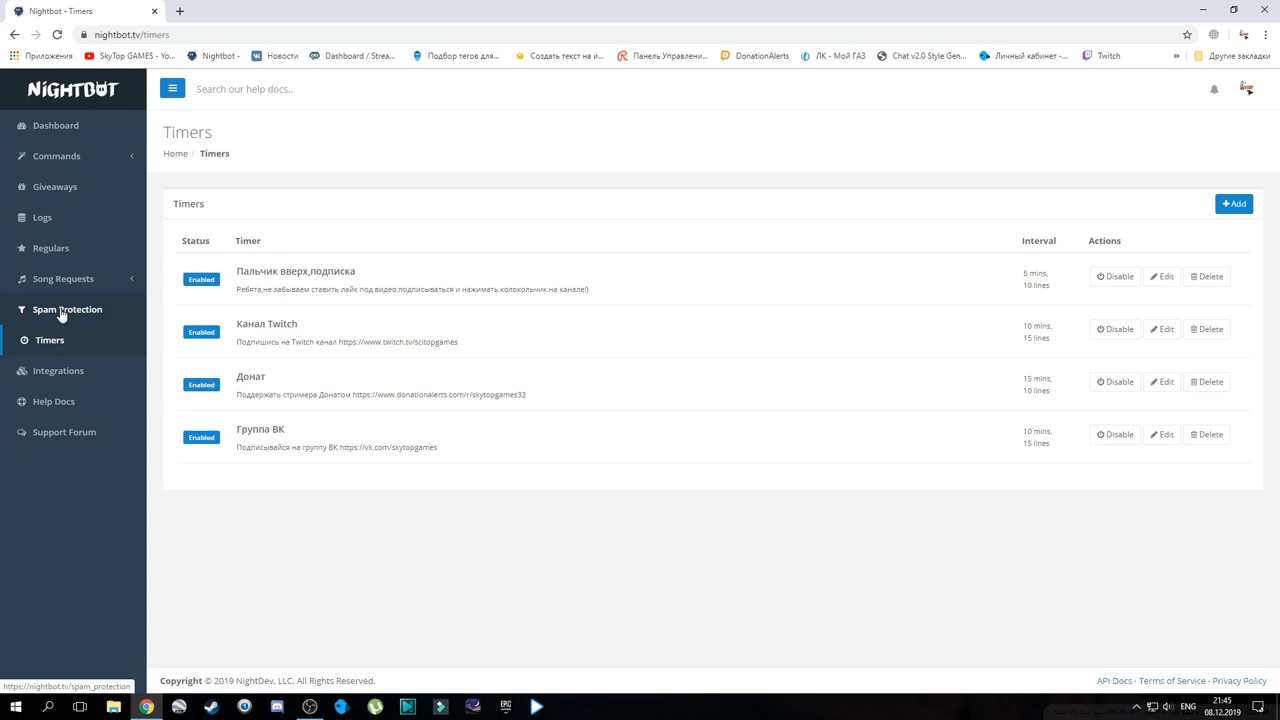 Nightbot - Timers
nightbot.tv/timers
Приложения
SkyTop GAMES - Yo...
Nightbot -
Новости
Dashboard / Strea...
Подбор тегов для...
Создать текст на и...
Панель Управлени...
DonationAlerts
ЛК - Мой ГАЗ
Chat v2.0 Style Gen...
Личный кабинет -...
Twitch
»
Другие закладки
NIGHTBOT
Search our help docs..
Dashboard
Commands
Giveaways
Logs
Regulars
Song Requests
Spam Protection
Timers
Integrations
Help Docs
Support Forum
Timers
Home / Timers
Timers
+ Add
Status Timer Interval Actions
Enabled
Пальчик вверх,подписка
Ребята,не забываем ставить лайк под видео,подписываться и нажимать колокольчик на канале!)
5 mins,
10 lines
Disable Edit Delete
Enabled
Канал Twitch
Подпишись на Twitch канал https://www.twitch.tv/scitopgames
10 mins,
15 lines
Disable Edit Delete
Enabled
Донат
Поддержать стримера Донатом https://www.donationalerts.com/r/skytopgames33
15 mins,
10 lines
Disable Edit Delete
Enabled
Группа ВК
Подписывайся на группу ВК https://vk.com/skytopgames
10 mins,
15 lines
Disable Edit Delete
Copyright © 2019 NightDev, LLC. All Rights Reserved.
API Docs · Terms of Service · Privacy Policy
https://nightbot.tv/spam_protection
EPIC
ENG
21:45
08.12.2019